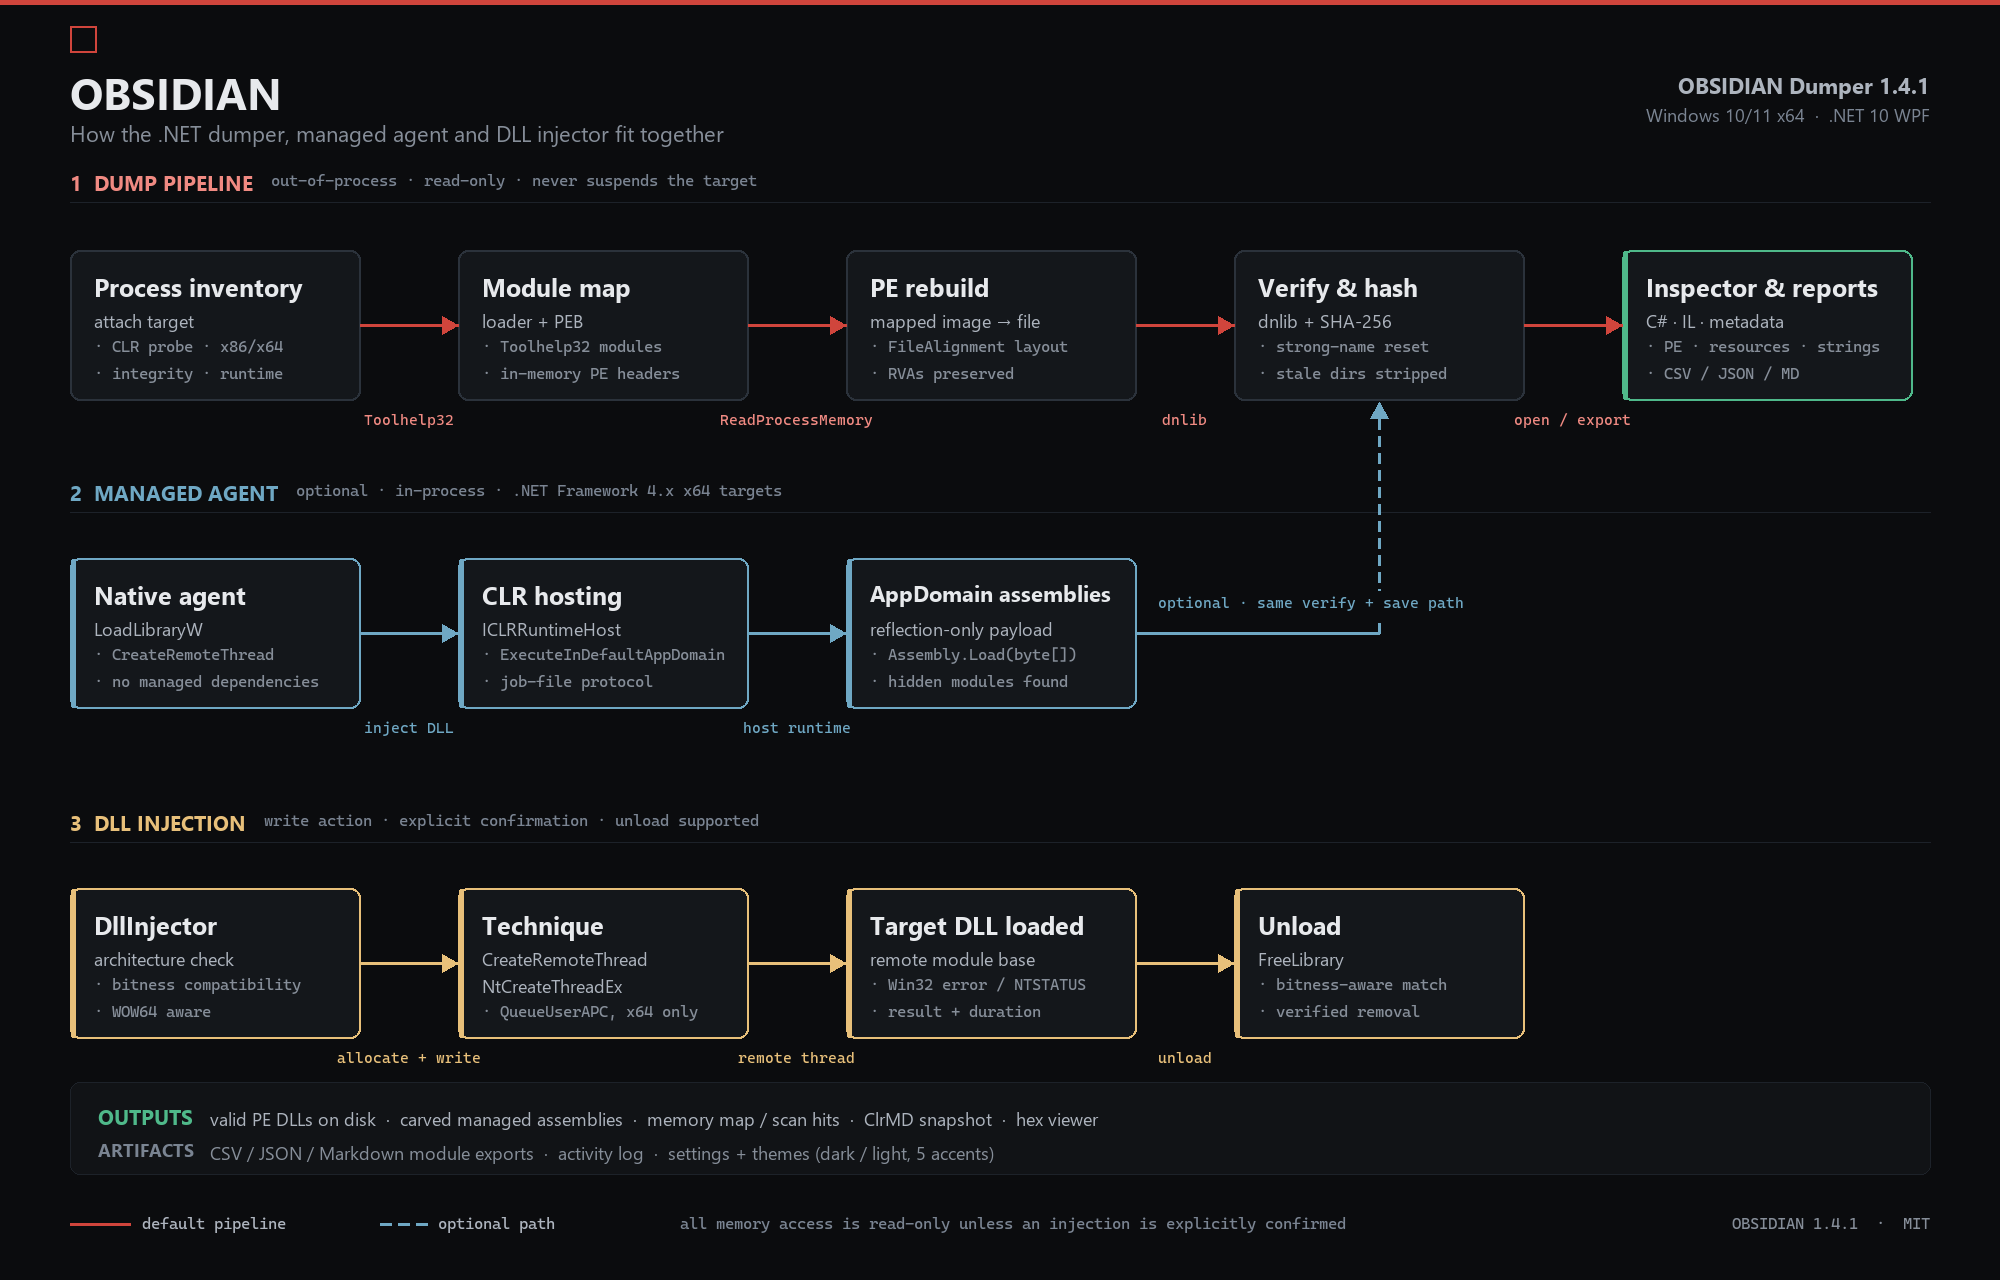 OBSIDIAN
How the .NET dumper, managed agent and DLL injector fit together
OBSIDIAN Dumper 1.4.1
Windows 10/11 x64 · .NET 10 WPF
1 DUMP PIPELINE out-of-process · read-only · never suspends the target
Process inventory
attach target
· CLR probe · x86/x64
· integrity · runtime
Module map
loader + PEB
· Toolhelp32 modules
· in-memory PE headers
PE rebuild
mapped image → file
· FileAlignment layout
· RVAs preserved
Verify & hash
dnlib + SHA-256
· strong-name reset
· stale dirs stripped
Inspector & reports
C# · IL · metadata
· PE · resources · strings
· CSV / JSON / MD
Toolhelp32
ReadProcessMemory
dnlib
open / export
2 MANAGED AGENT optional · in-process · .NET Framework 4.x x64 targets
Native agent
LoadLibraryW
· CreateRemoteThread
· no managed dependencies
CLR hosting
ICLRRuntimeHost
· ExecuteInDefaultAppDomain
· job-file protocol
AppDomain assemblies
reflection-only payload
· Assembly.Load(byte[])
· hidden modules found
optional · same verify + save path
inject DLL
host runtime
3 DLL INJECTION write action · explicit confirmation · unload supported
DllInjector
architecture check
· bitness compatibility
· WOW64 aware
Technique
CreateRemoteThread
NtCreateThreadEx
· QueueUserAPC, x64 only
Target DLL loaded
remote module base
· Win32 error / NTSTATUS
· result + duration
Unload
FreeLibrary
· bitness-aware match
· verified removal
allocate + write
remote thread
unload
OUTPUTS valid PE DLLs on disk · carved managed assemblies · memory map / scan hits · ClrMD snapshot · hex viewer
ARTIFACTS CSV / JSON / Markdown module exports · activity log · settings + themes (dark / light, 5 accents)
default pipeline
optional path
all memory access is read-only unless an injection is explicitly confirmed
OBSIDIAN 1.4.1 · MIT